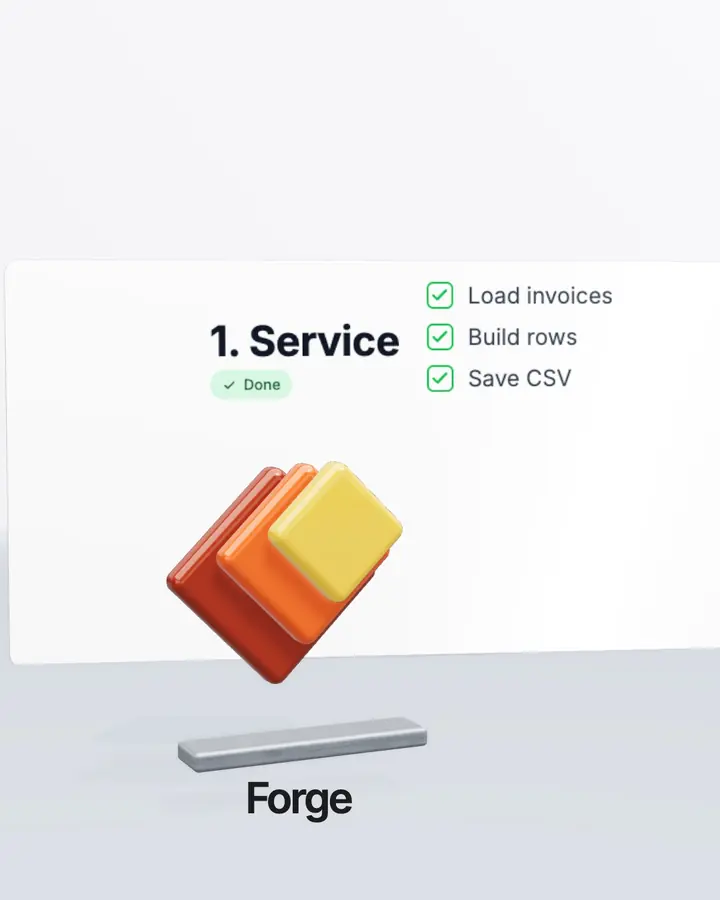 1. Service
Done
Load invoices
Build rows
Save CSV
Forge